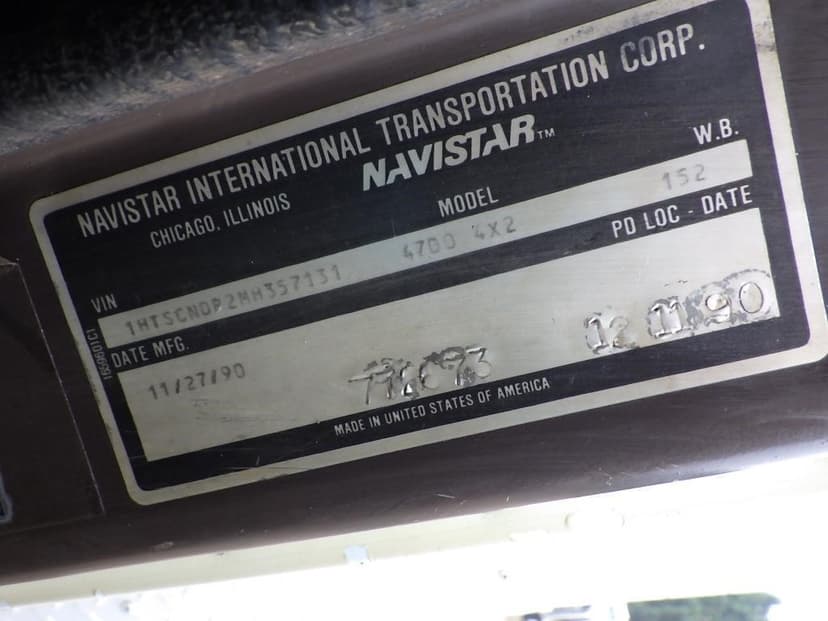 NAVISTAR INTERNATIONAL TRANSPORTATION CORP.
CHICAGO, ILLINOIS NAVISTAR™
VIN MODEL W.B.
1HTSCNDP2MH357131 4700 4X2 152
DATE MFG. PD LOC - DATE
11/27/90 12 11 90
MADE IN UNITED STATES OF AMERICA